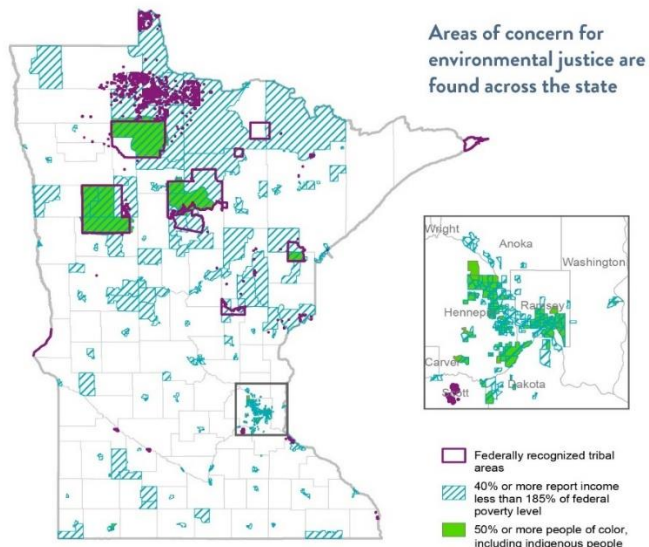 Areas of concern for
environmental justice are
found across the state
Wright
Anoka
Washington
Hennepi
Ramsey
Carver
Scott
Dakota
Federally recognized tribal
areas
40% or more report income
less than 185% of federal
poverty level
50% or more people of color,
including indigenous people